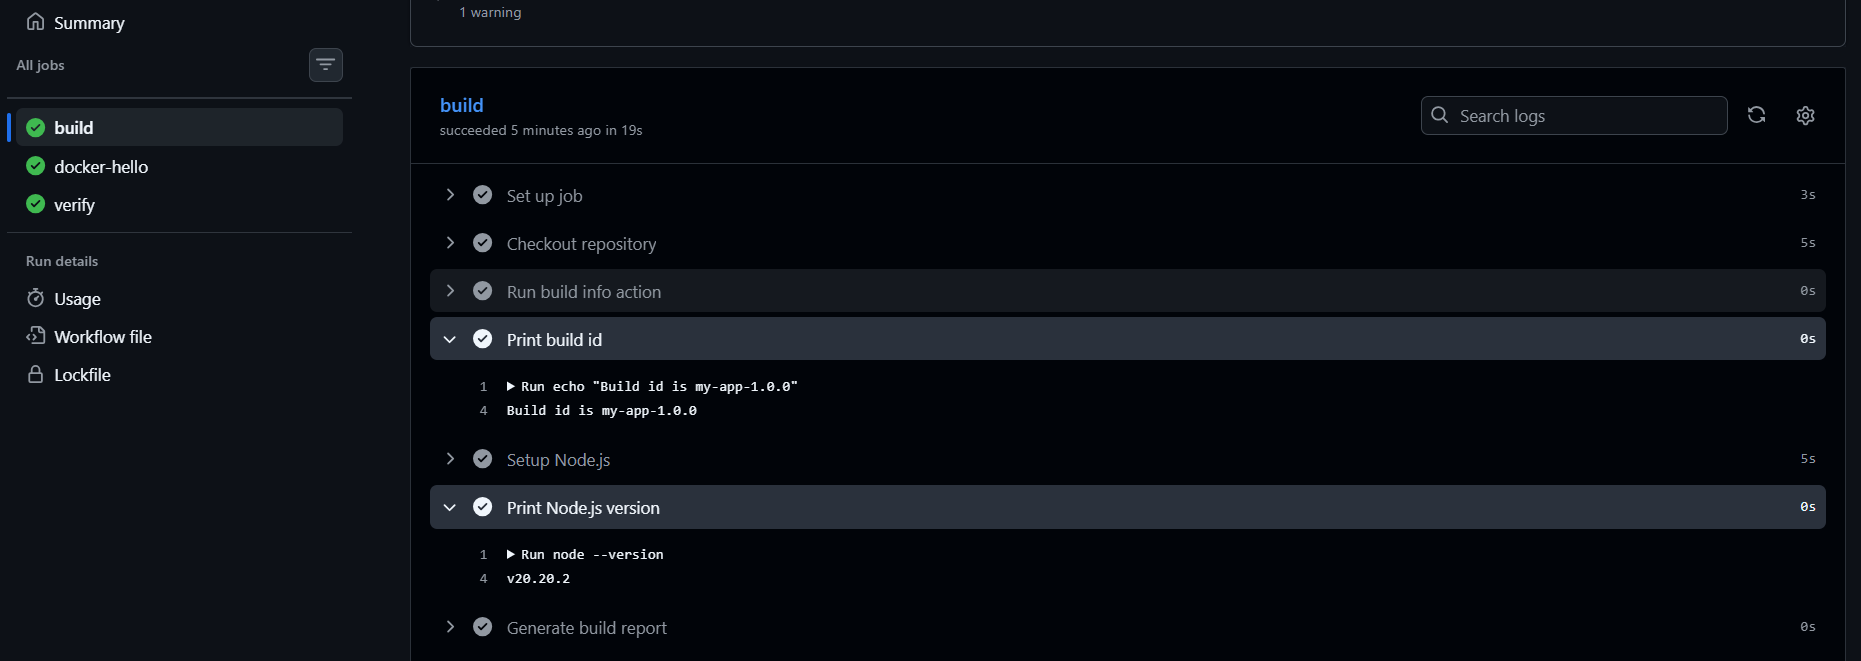 Summary
All jobs
build
docker-hello
verify
Run details
Usage
Workflow file
Lockfile
1 warning
build
succeeded 5 minutes ago in 19s
Search logs
Set up job 3s
Checkout repository 5s
Run build info action 0s
Print build id 0s
1 Run echo "Build id is my-app-1.0.0"
4 Build id is my-app-1.0.0
Setup Node.js 5s
Print Node.js version 0s
1 Run node --version
4 v20.20.2
Generate build report 0s